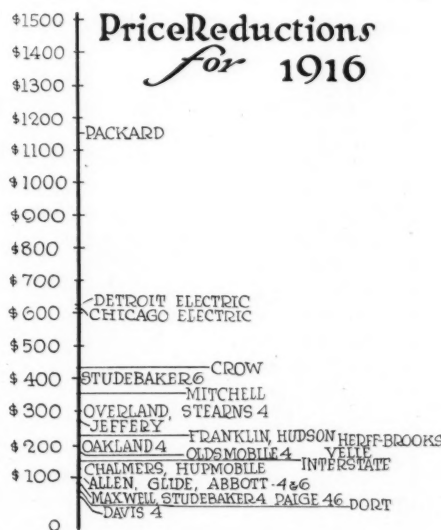 PriceReductions
for 1916
$1500
$1400
$1300
$1200
PACKARD
$1100
$1000
$900
$800
$700
DETROIT ELECTRIC
$600
CHICAGO ELECTRIC
$500
CROW
$400
STUDEBAKER 6
MITCHELL
$300
OVERLAND, STEARNS 4
JEFFERY
FRANKLIN, HUDSON
HERFF-BROOKS
$200
OAKLAND 4
OLDSMOBILE 4
VELIE
INTERSTATE
CHALMERS, HUPMOBILE
$100
ALLEN, GLIDE, ABBOTT-4&6
MAXWELL, STUDEBAKER 4 PAIGE 46
DORT
DAVIS 4
0